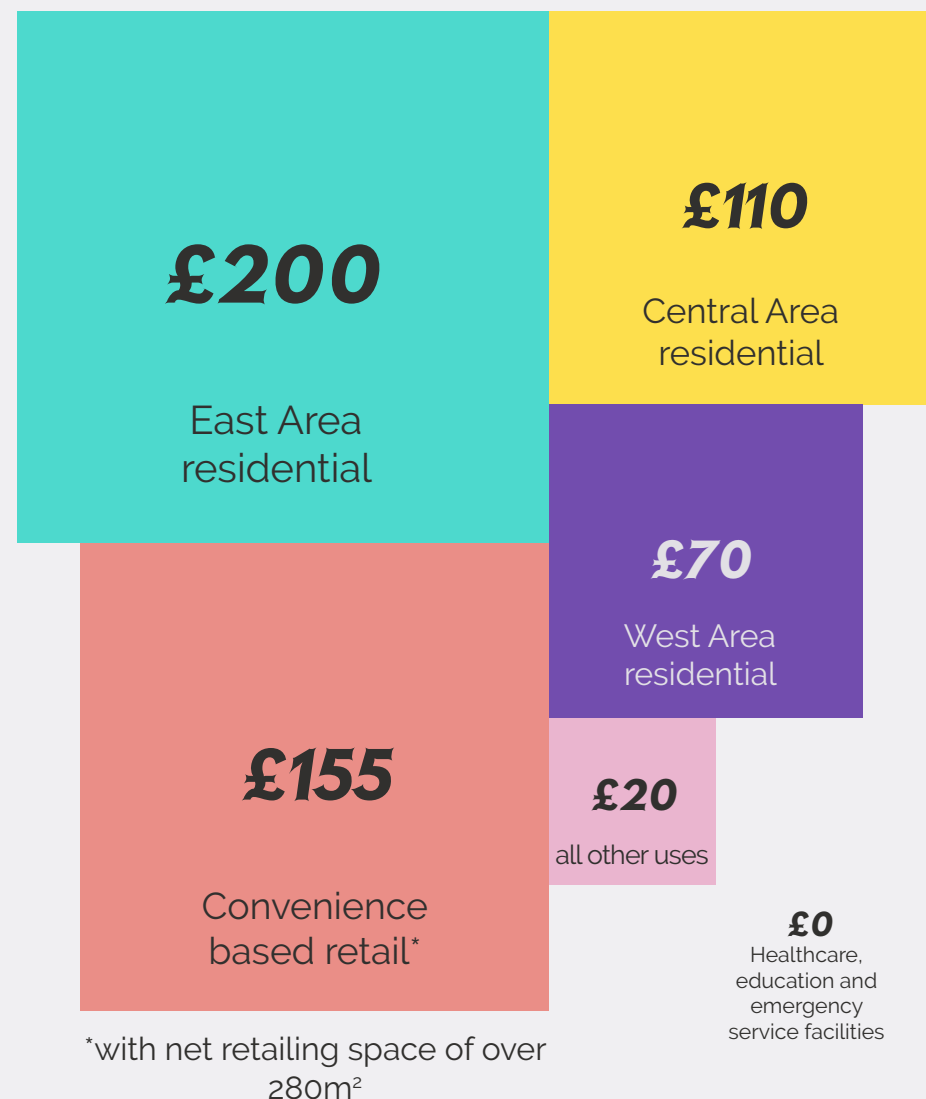 £200
East Area
residential
£110
Central Area
residential
£70
West Area
residential
£155
Convenience
based retail*
*with net retailing space of over
280m²
£20
all other uses
£0
Healthcare,
education and
emergency
service facilities